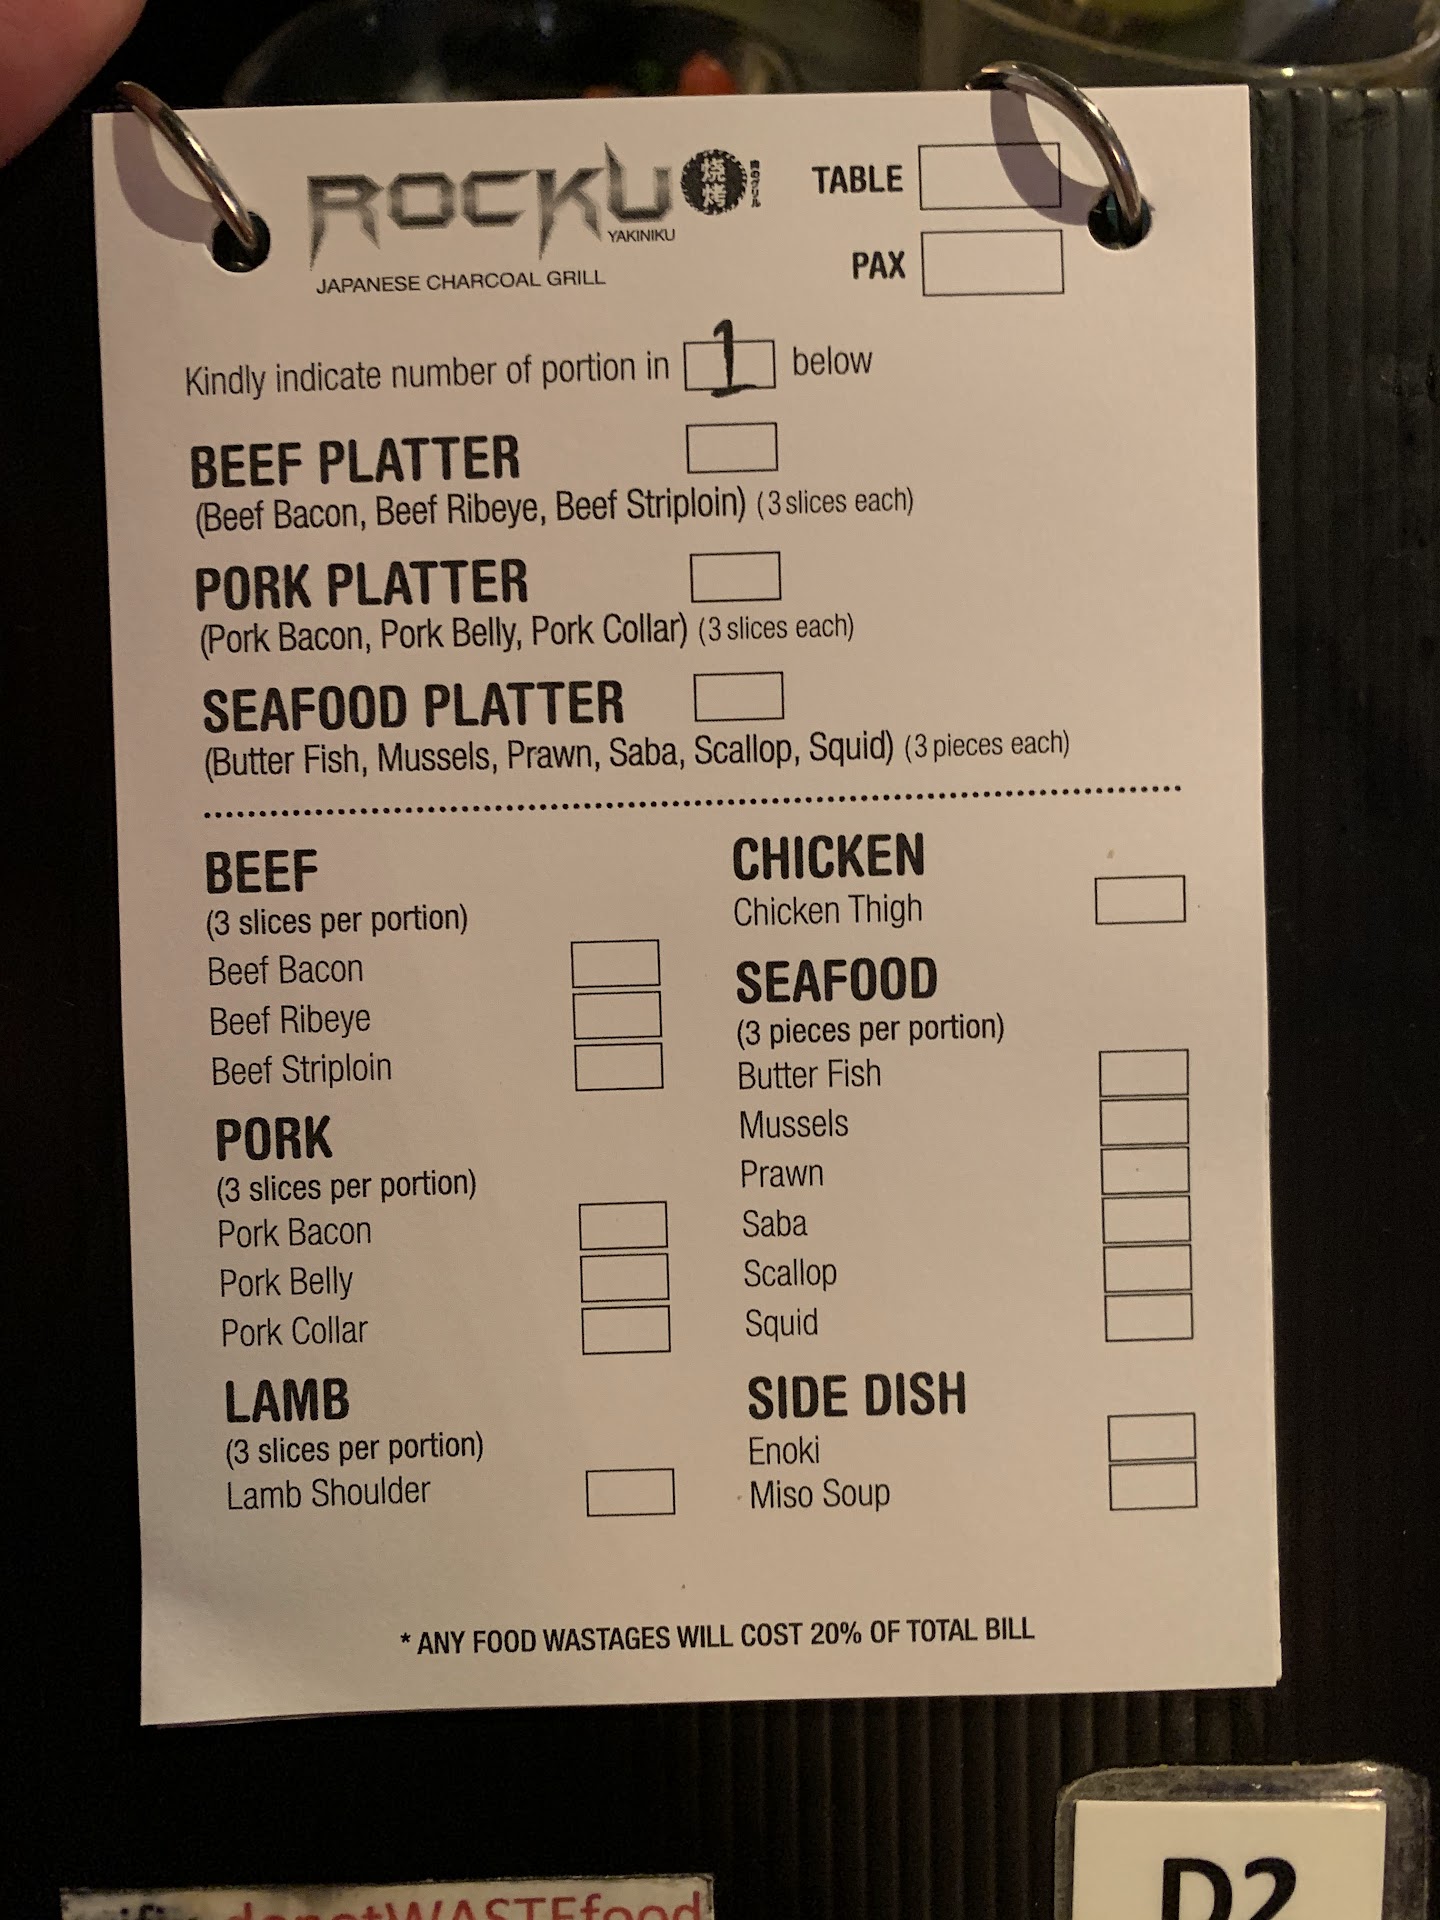 ROCKU 烧烤
YAKINIKU
JAPANESE CHARCOAL GRILL
TABLE
PAX
Kindly indicate number of portion in 1 below
BEEF PLATTER
(Beef Bacon, Beef Ribeye, Beef Striploin) (3 slices each)
PORK PLATTER
(Pork Bacon, Pork Belly, Pork Collar) (3 slices each)
SEAFOOD PLATTER
(Butter Fish, Mussels, Prawn, Saba, Scallop, Squid) (3 pieces each)
BEEF
(3 slices per portion)
Beef Bacon
Beef Ribeye
Beef Striploin
PORK
(3 slices per portion)
Pork Bacon
Pork Belly
Pork Collar
LAMB
(3 slices per portion)
Lamb Shoulder
CHICKEN
Chicken Thigh
SEAFOOD
(3 pieces per portion)
Butter Fish
Mussels
Prawn
Saba
Scallop
Squid
SIDE DISH
Enoki
Miso Soup
* ANY FOOD WASTAGES WILL COST 20% OF TOTAL BILL
donotWASTEfood
D2